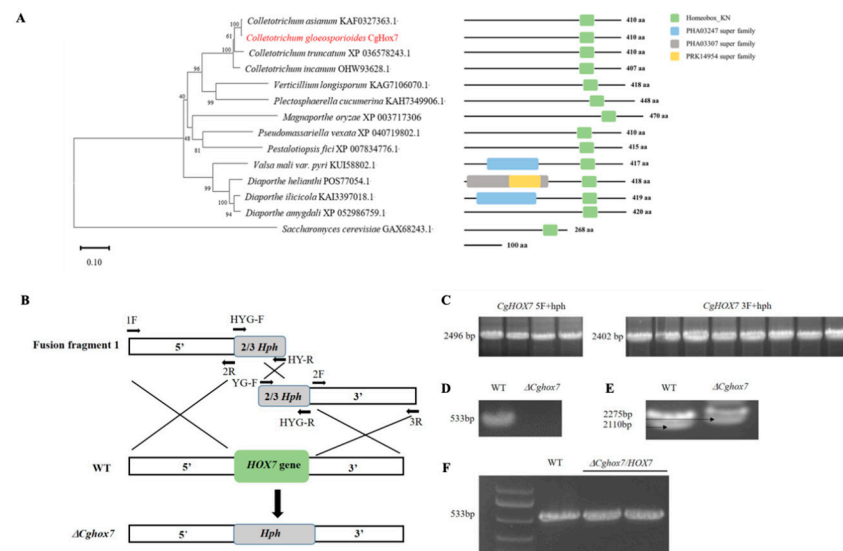 A
Colletotrichum asianum KAF0327363.1
410 aa
Colletotrichum gloeosporioides CgHox7
410 aa
Colletotrichum truncatum XP 036578243.1
410 aa
Colletotrichum incanum OHW93628.1
407 aa
Verticillium longisporum KAG7106070.1
418 aa
Plectosphaerella cucumerina KAH7349906.1
448 aa
Magnaporthe oryzae XP 003717306
470 aa
Pseudomassariella vexata XP 040719802.1
410 aa
Pestalotiopsis fici XP 007834776.1
415 aa
Valsa mali var. pyri KUI58802.1
417 aa
Diaporthe helianthi POS77054.1
418 aa
Diaporthe ilicicola KAI3397018.1
419 aa
Diaporthe amygdali XP 052986759.1
420 aa
Saccharomyces cerevisiae GAX68243.1
268 aa
100
61
100
96
99
40
48
81
99
100
94
0.10
100 aa
Homeobox_KN
PHA03247 super family
PHA03307 super family
PRK14954 super family
B
1F
HYG-F
Fusion fragment 1
5'
2/3 Hph
2R
HY-R
YG-F
2F
2/3 Hph
3'
HYG-R
3R
WT
5'
HOX7 gene
3'
ΔCghox7
5'
Hph
3'
C
CgHOX7 5F+hph
CgHOX7 3F+hph
2496 bp
2402 bp
D
WT
ΔCghox7
533bp
E
WT
ΔCghox7
2275bp
2110bp
F
WT
ΔCghox7/HOX7
533bp